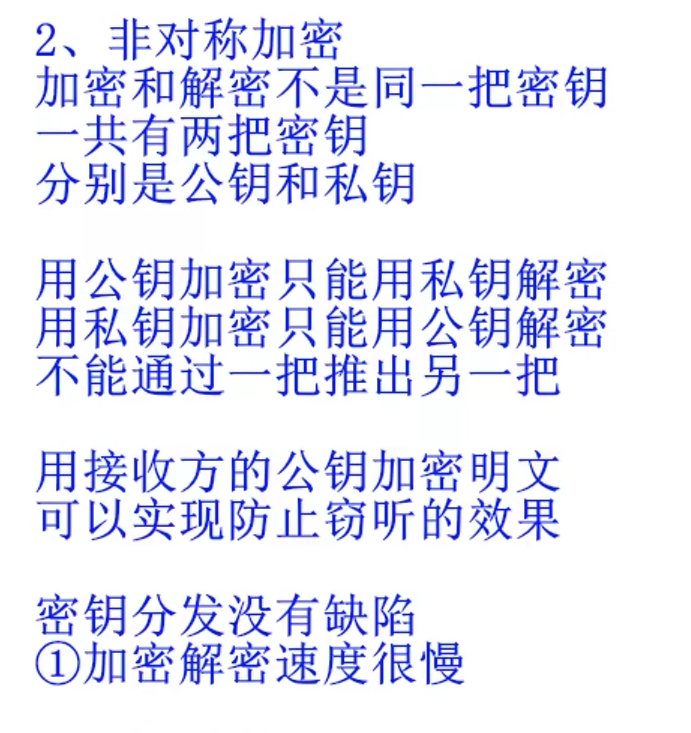 2、非对称加密
加密和解密不是同一把密钥
一共有两把密钥
分别是公钥和私钥
用公钥加密只能用私钥解密
用私钥加密只能用公钥解密
不能通过一把推出另一把
用接收方的公钥加密明文
可以实现防止窃听的效果
密钥分发没有缺陷
①加密解密速度很慢